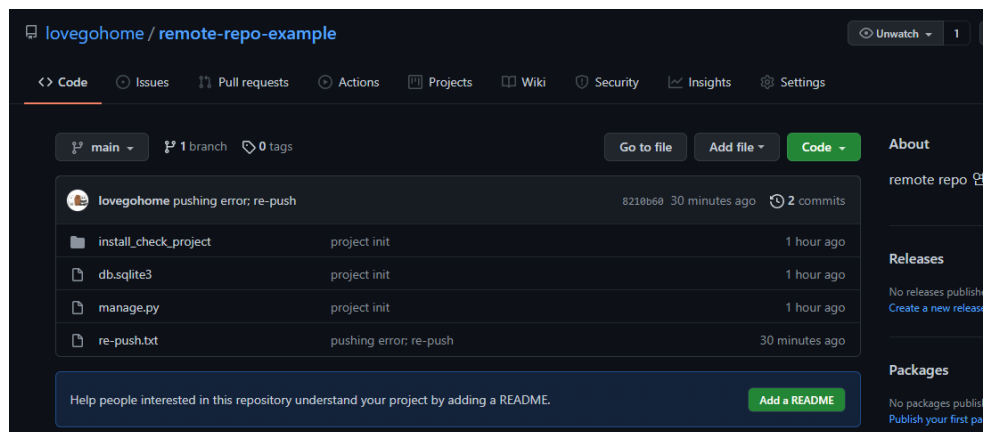 lovegohome / remote-repo-example
Unwatch 1
Code Issues Pull requests Actions Projects Wiki Security Insights Settings
main 1 branch 0 tags Go to file Add file Code
lovegohome pushing error; re-push 8210b60 30 minutes ago 2 commits
install_check_project project init 1 hour ago
db.sqlite3 project init 1 hour ago
manage.py project init 1 hour ago
re-push.txt pushing error; re-push 30 minutes ago
Help people interested in this repository understand your project by adding a README. Add a README
About
remote repo
Releases
No releases
Create a new release
Packages
No packages
Publish your first